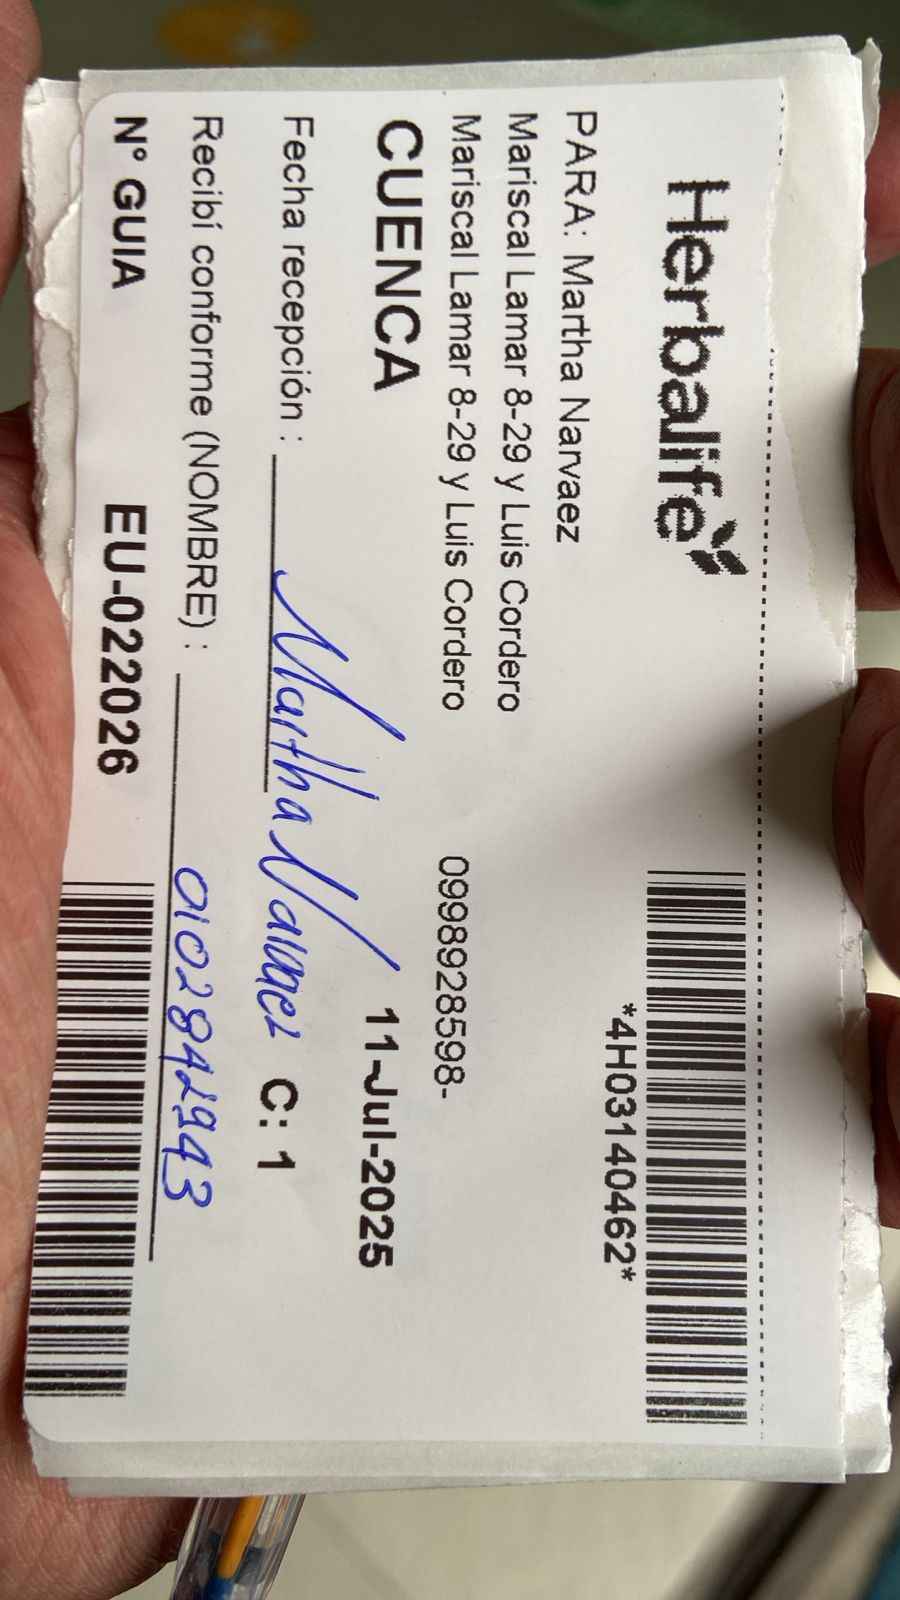 Herbalife
*4H03140462*
PARA: Martha Narvaez
Mariscal Lamar 8-29 y Luis Cordero
Mariscal Lamar 8-29 y Luis Cordero 0998928598-
CUENCA 11-Jul-2025
Fecha recepción : Martha Narvaez C: 1
Recibí conforme (NOMBRE) : 0102842943
N° GUIA EU-022026